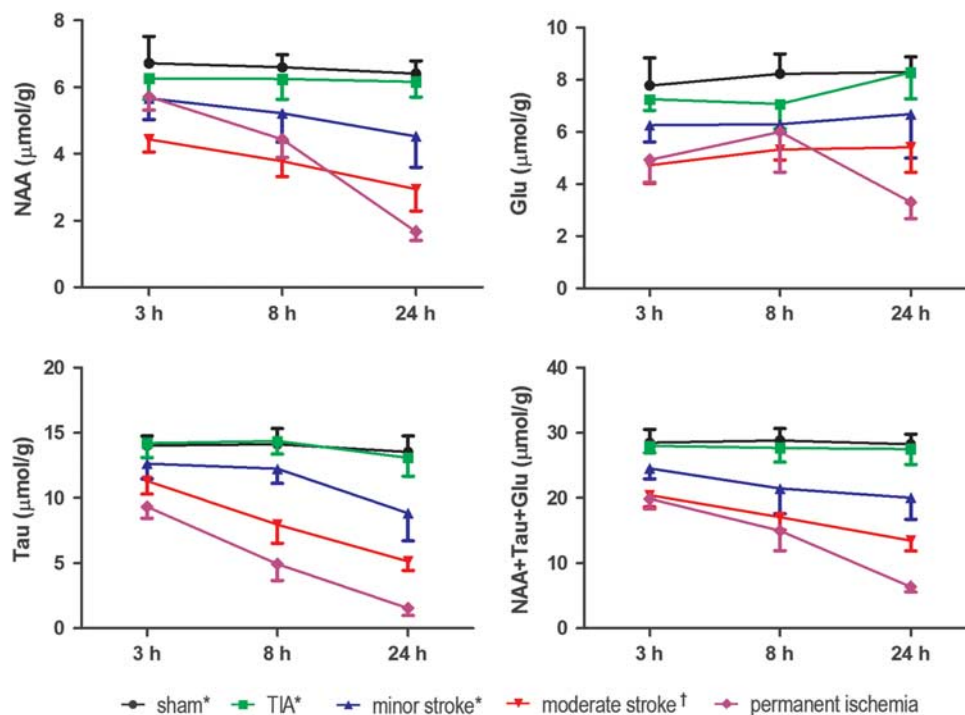 NAA (μmol/g)
8
6
4
2
0
3 h 8 h 24 h
Glu (μmol/g)
10
8
6
4
2
0
3 h 8 h 24 h
Tau (μmol/g)
20
15
10
5
0
3 h 8 h 24 h
NAA+Tau+Glu (μmol/g)
40
30
20
10
0
3 h 8 h 24 h
sham* TIA* minor stroke* moderate stroke† permanent ischemia